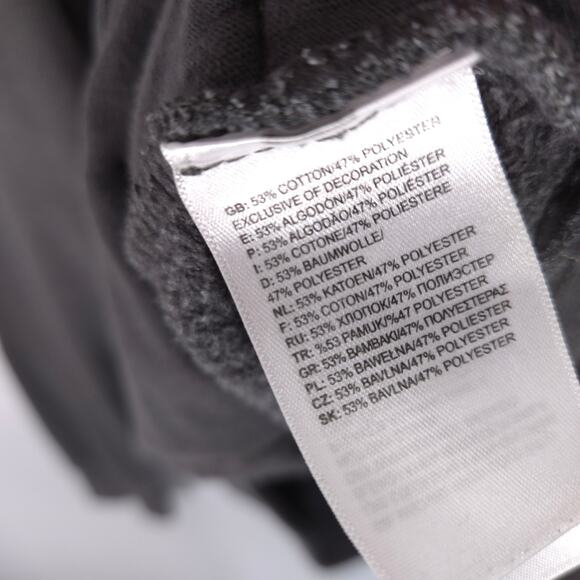 GB: 53% COTTON/47% POLYESTER
EXCLUSIVE OF DECORATION
E: 53% ALGODÓN/47% POLIÉSTER
P: 53% ALGODÃO/47% POLIÉSTER
I: 53% COTONE/47% POLIESTERE
D: 53% BAUMWOLLE/
47% POLYESTER
NL: 53% KATOEN/47% POLYESTER
F: 53% COTON/47% POLYESTER
RU: 53% ХЛОПОК/47% ПОЛИЭСТЕР
TR: %53 PAMUK/%47 POLYESTER
GR: 53% ΒΑΜΒΑΚΙ/47% ΠΟΛΥΕΣΤΕΡΑΣ
PL: 53% BAWEŁNA/47% POLIESTER
CZ: 53% BAVLNA/47% POLYESTER
SK: 53% BAVLNA/47% POLYESTER